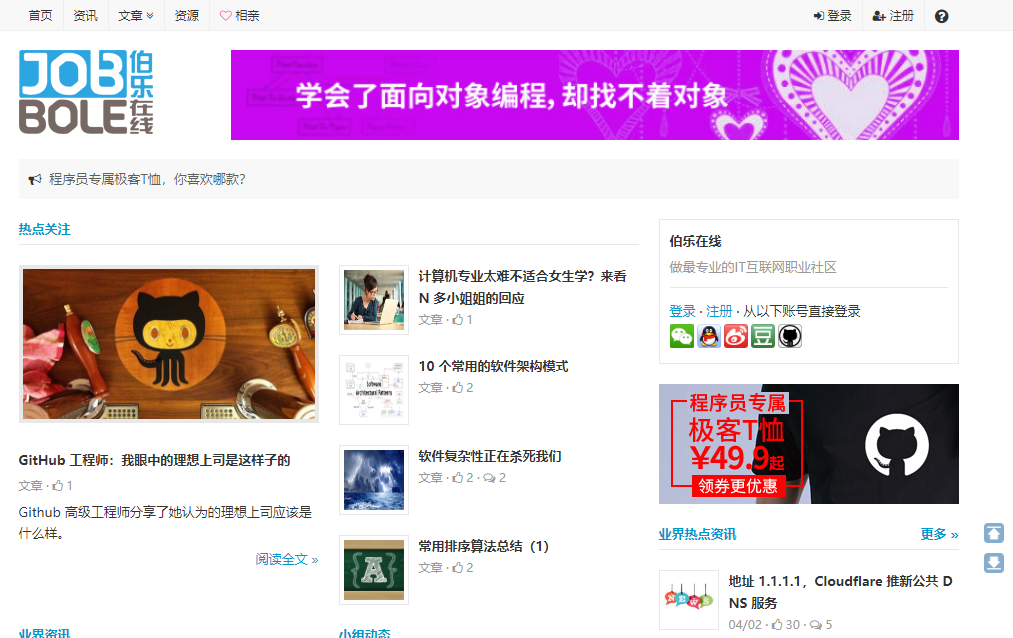 首页 资讯 文章 资源 相亲 登录 注册
JOB 伯乐在线
BOLE
学会了面向对象编程, 却找不着对象
程序员专属极客T恤，你喜欢哪款?
热点关注
GitHub 工程师：我眼中的理想上司是这样子的
文章 · 1
Github 高级工程师分享了她认为的理想上司应该是
什么样。
阅读全文 »
计算机专业太难不适合女生学？来看
N 多小姐姐的回应
文章 · 1
Software
Architectural Patterns
10 个常用的软件架构模式
文章 · 2
软件复杂性正在杀死我们
文章 · 2 · 2
{A}
常用排序算法总结（1）
文章 · 2
业界资讯
小组动态
伯乐在线
做最专业的IT互联网职业社区
登录 · 注册 · 从以下账号直接登录
豆
程序员专属
极客T恤
¥49.9起
领券更优惠
业界热点资讯 更多 »
NEWS
地址 1.1.1.1，Cloudflare 推新公共 D
NS 服务
04/02 · 30 · 5